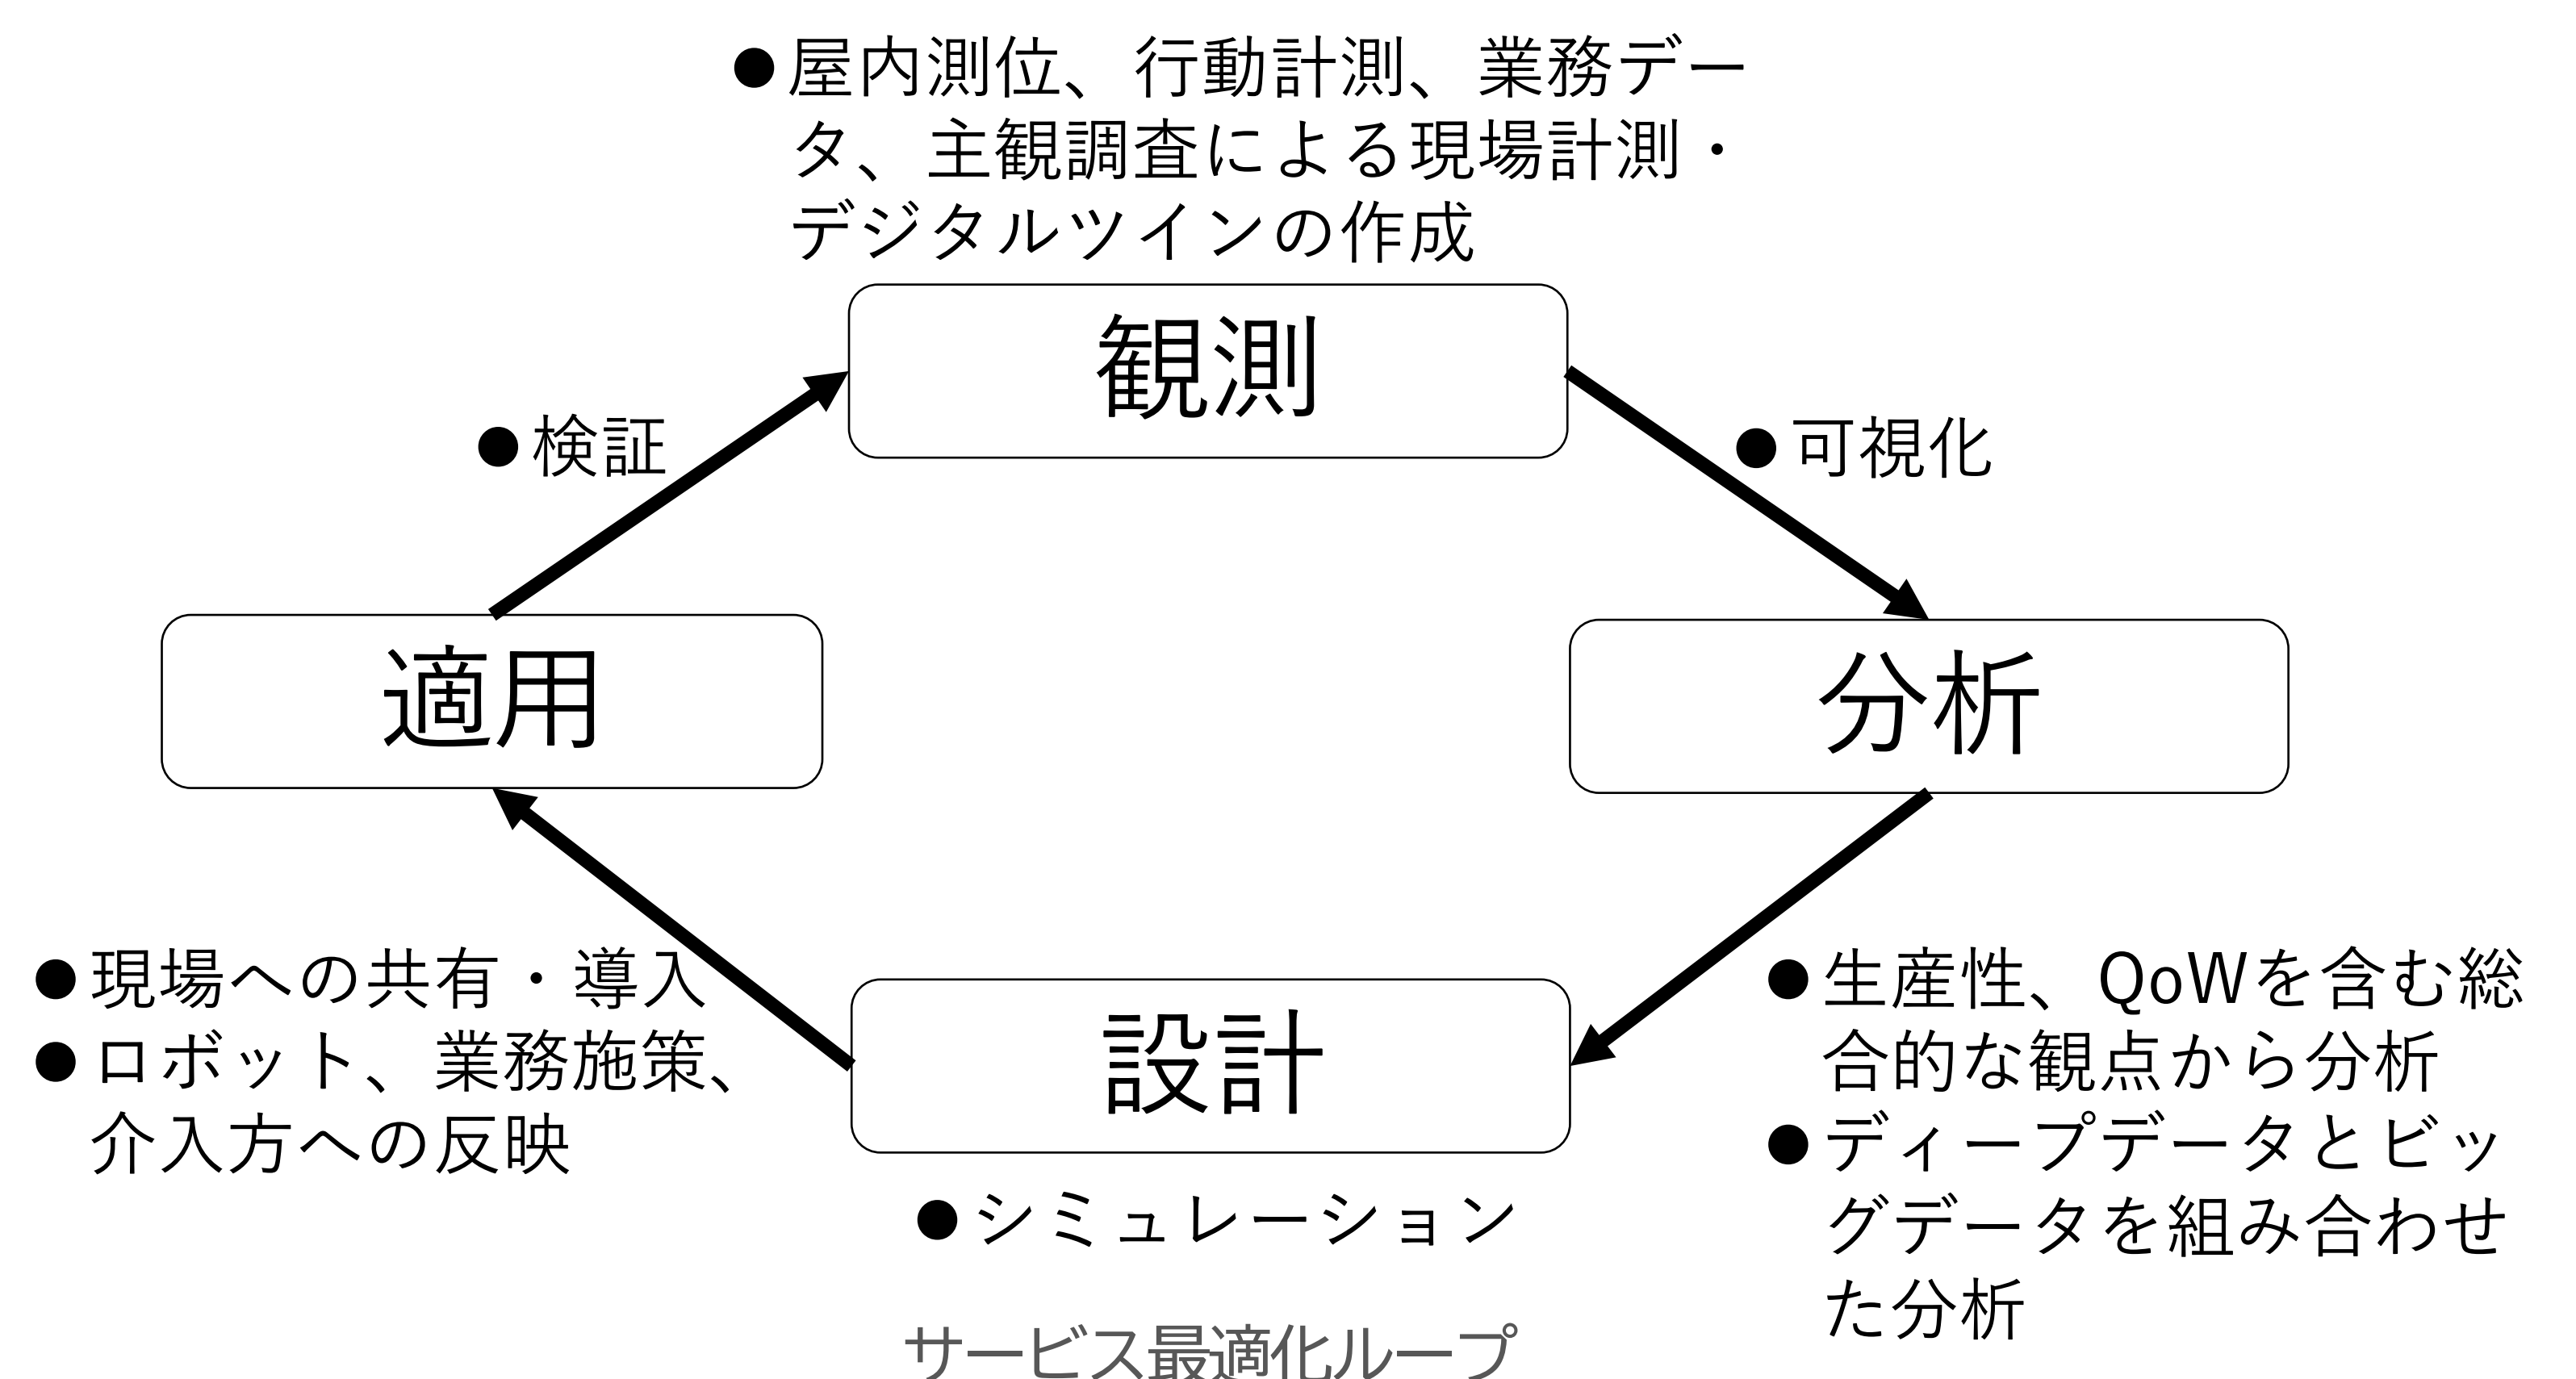 ●屋内測位、行動計測、業務デー
タ、主観調査による現場計測・
デジタルツインの作成
観測
●検証
●可視化
適用
分析
●現場への共有・導入
●ロボット、業務施策、
介入方への反映
設計
●シミュレーション
●生産性、QoWを含む総
合的な観点から分析
●ディープデータとビッ
グデータを組み合わせ
た分析
サービス最適化ループ